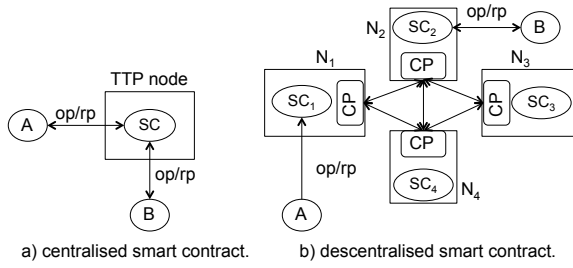 TTP node
A
op/rp
SC
op/rp
B
a) centralised smart contract.
N2
SC2
op/rp
B
CP
N1
SC1
CP
N3
CP
SC3
CP
SC4
N4
op/rp
A
b) descentralised smart contract.